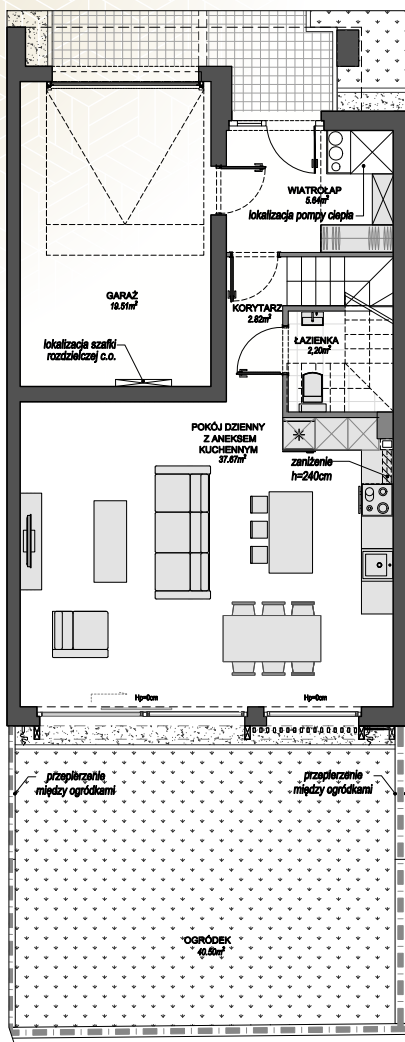 WIATROŁAP
5.64m²
lokalizacja pompy ciepła
GARAŻ
19.51m²
KORYTARZ
2.82m²
ŁAZIENKA
2,20m²
lokalizacja szafki
rozdzielczej c.o.
POKÓJ DZIENNY
Z ANEKSEM
KUCHENNYM
37.67m²
zaniżenie
h=240cm
Hp=0cm
Hp=0cm
przepierzenie
między ogródkami
przepierzenie
między ogródkami
OGRÓDEK
40.50m²